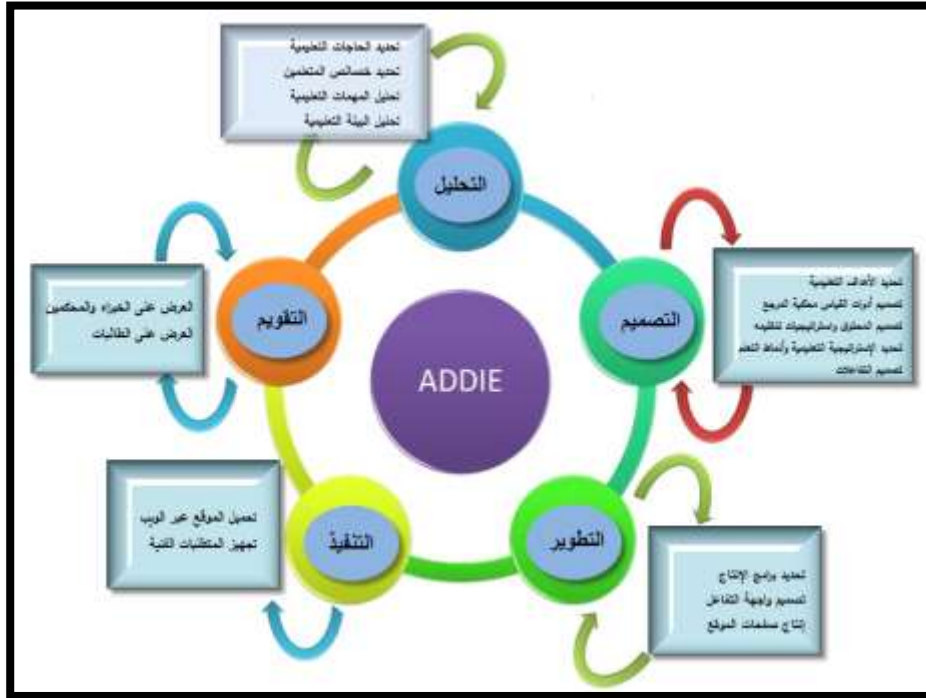 تحديد الحاجات التعليمية
تحديد خصائص المتعلمين
تحليل المهمات التعليمية
تحليل البيئة التعليمية
التحليل
تحديد الأهداف التعليمية
تصميم أدوات القياس محكية المرجع
تصميم المحتوى واستراتيجيات تنظيمه
تحديد الإستراتيجية التعليمية وأنماط التعلم
تصميم التفاعلات
التصميم
تحديد برامج الإنتاج
تصميم واجهة التفاعل
إنتاج صفحات الموقع
التطوير
تحميل الموقع عبر الويب
تجهيز المتطلبات الفنية
التنفيذ
العرض على الخبراء والمحكمين
العرض على الطالبات
التقويم
ADDIE